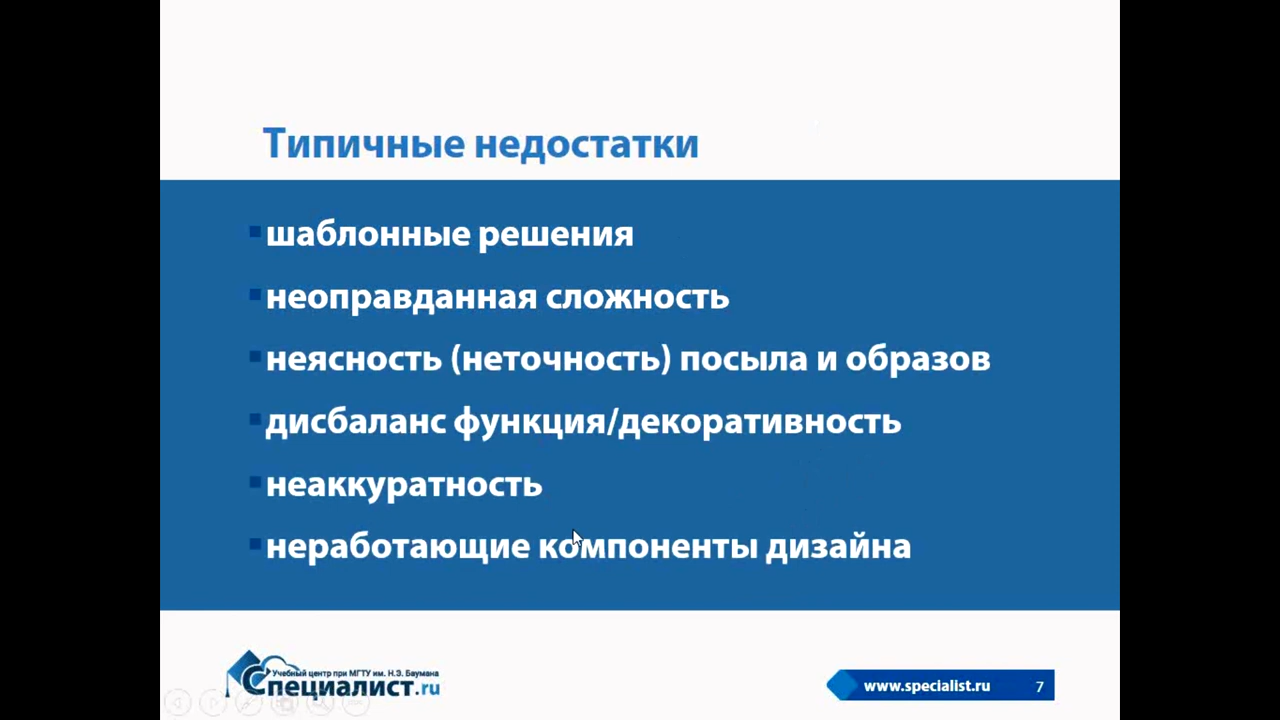 Типичные недостатки
шаблонные решения
неоправданная сложность
неясность (неточность) посыла и образов
дисбаланс функция/декоративность
неаккуратность
неработающие компоненты дизайна
Учебный центр при МГТУ им. Н.Э. Баумана
Специалист.ru
www.specialist.ru 7